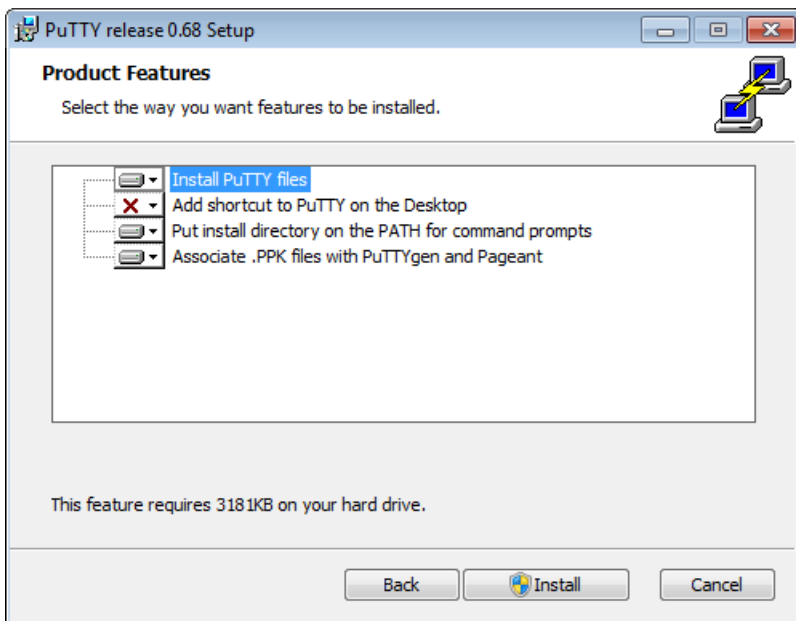 PuTTY release 0.68 Setup
Product Features
Select the way you want features to be installed.
Install PuTTY files
Add shortcut to PuTTY on the Desktop
Put install directory on the PATH for command prompts
Associate .PPK files with PuTTYgen and Pageant
This feature requires 3181KB on your hard drive.
Back Install Cancel